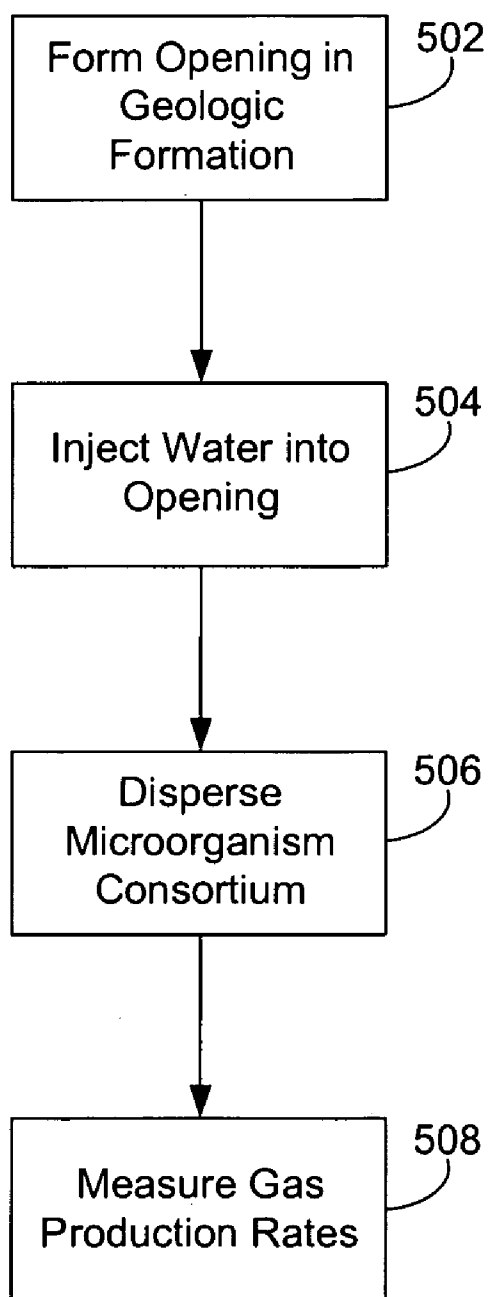 502
Form Opening in
Geologic
Formation
504
Inject Water into
Opening
506
Disperse
Microorganism
Consortium
508
Measure Gas
Production Rates